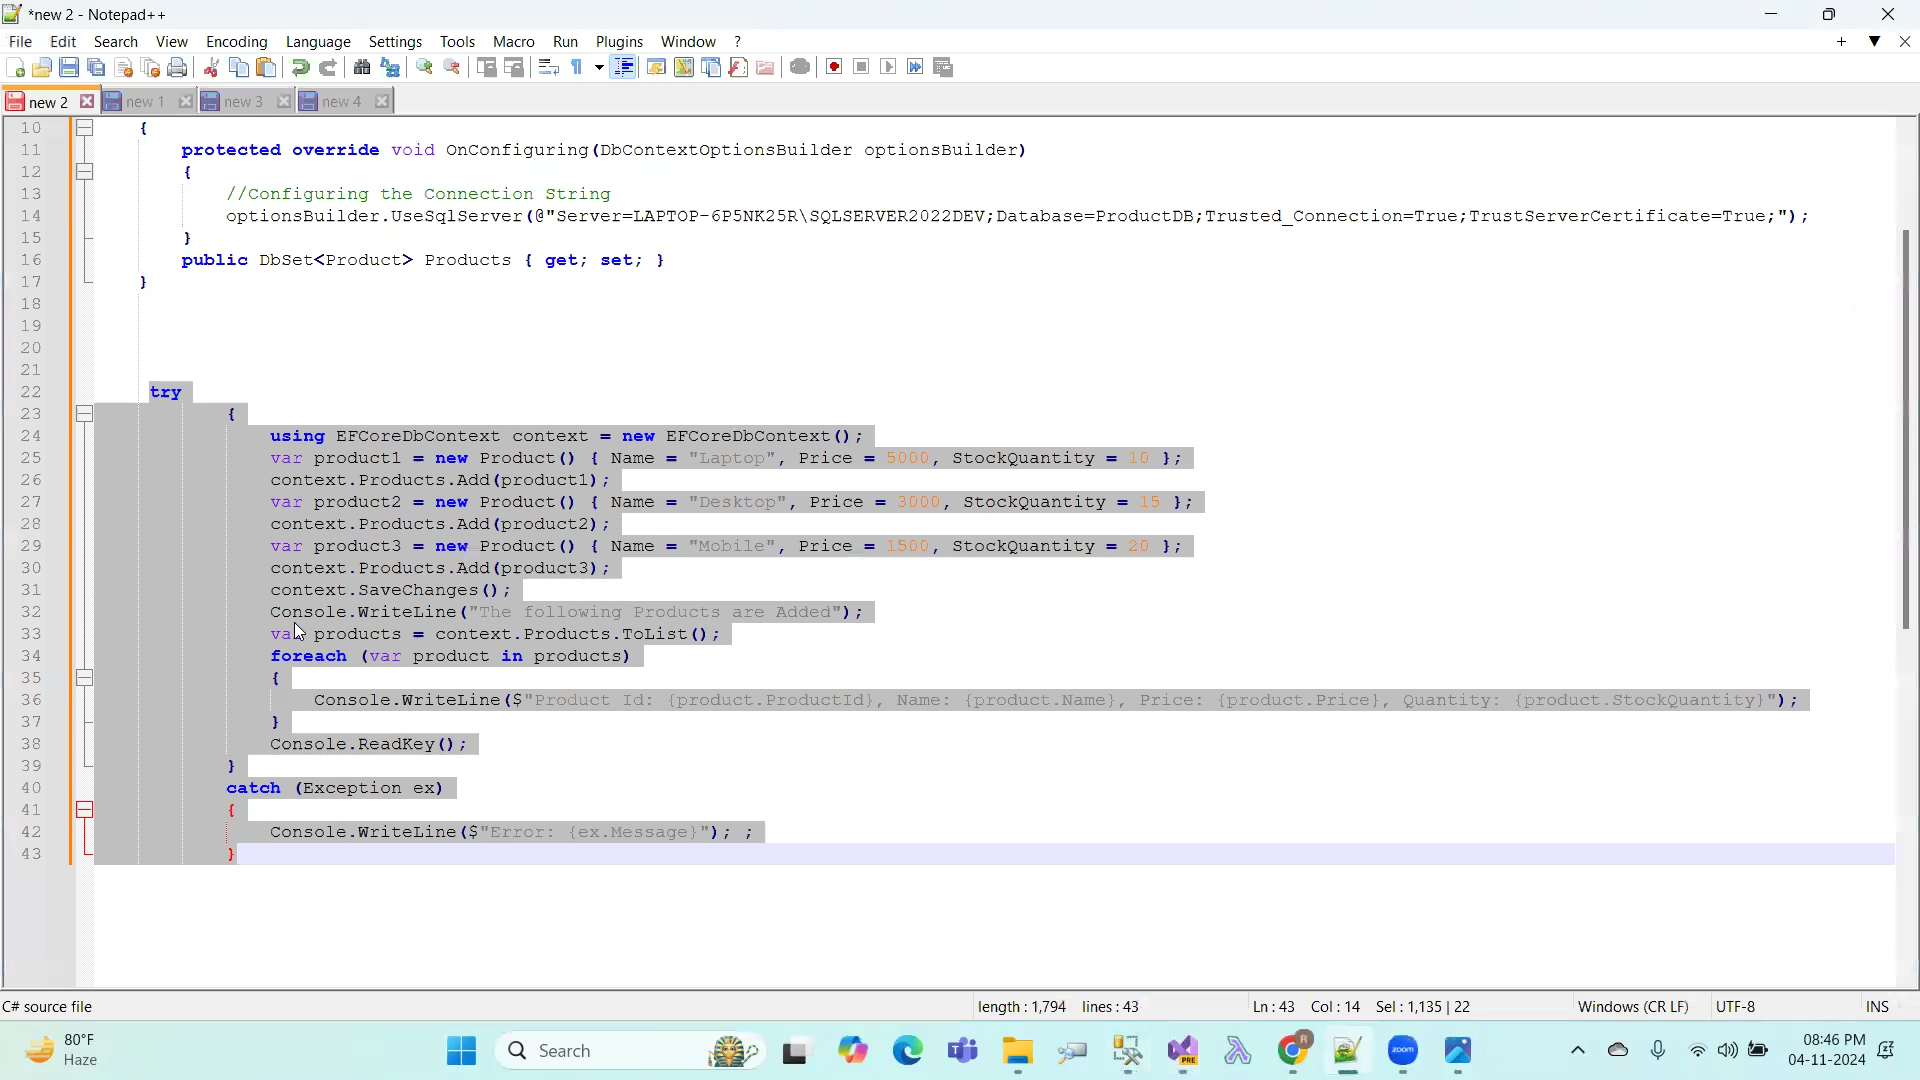 *new 2 - Notepad++
File Edit Search View Encoding Language Settings Tools Macro Run Plugins Window ?
new 2 new 1 new 3 new 4
10 {
11 protected override void OnConfiguring(DbContextOptionsBuilder optionsBuilder)
12 {
13 //Configuring the Connection String
14 optionsBuilder.UseSqlServer(@"Server=LAPTOP-6P5NK25R\SQLSERVER2022DEV;Database=ProductDB;Trusted_Connection=True;TrustServerCertificate=True;");
15 }
16 public DbSet<Product> Products { get; set; }
17 }
18
19
20
21
22 try
23 {
24 using EFCoreDbContext context = new EFCoreDbContext();
25 var product1 = new Product() { Name = "Laptop", Price = 5000, StockQuantity = 10 };
26 context.Products.Add(product1);
27 var product2 = new Product() { Name = "Desktop", Price = 3000, StockQuantity = 15 };
28 context.Products.Add(product2);
29 var product3 = new Product() { Name = "Mobile", Price = 1500, StockQuantity = 20 };
30 context.Products.Add(product3);
31 context.SaveChanges();
32 Console.WriteLine("The following Products are Added");
33 var products = context.Products.ToList();
34 foreach (var product in products)
35 {
36 Console.WriteLine($"Product Id: {product.ProductId}, Name: {product.Name}, Price: {product.Price}, Quantity: {product.StockQuantity}");
37 }
38 Console.ReadKey();
39 }
40 catch (Exception ex)
41 {
42 Console.WriteLine($"Error: {ex.Message}"); ;
43 }
C# source file length : 1,794 lines : 43 Ln : 43 Col : 14 Sel : 1,135 | 22 Windows (CR LF) UTF-8 INS
80°F
Haze
Search
PRE
R
zoom
08:46 PM
04-11-2024